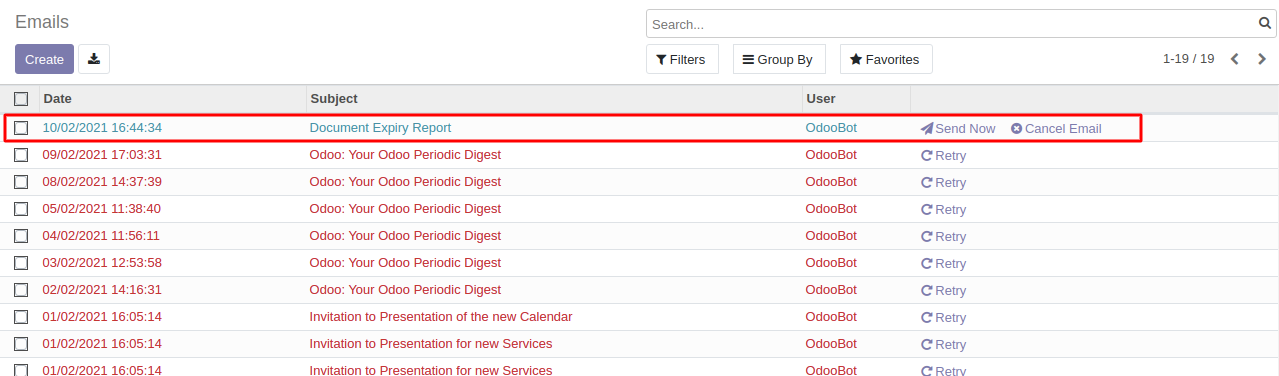 Emails
Search...
Create
Filters Group By Favorites 1-19 / 19
Date Subject User
10/02/2021 16:44:34 Document Expiry Report OdooBot Send Now Cancel Email
09/02/2021 17:03:31 Odoo: Your Odoo Periodic Digest OdooBot Retry
08/02/2021 14:37:39 Odoo: Your Odoo Periodic Digest OdooBot Retry
05/02/2021 11:38:40 Odoo: Your Odoo Periodic Digest OdooBot Retry
04/02/2021 11:56:11 Odoo: Your Odoo Periodic Digest OdooBot Retry
03/02/2021 12:53:58 Odoo: Your Odoo Periodic Digest OdooBot Retry
02/02/2021 14:16:31 Odoo: Your Odoo Periodic Digest OdooBot Retry
01/02/2021 16:05:14 Invitation to Presentation of the new Calendar OdooBot Retry
01/02/2021 16:05:14 Invitation to Presentation for new Services OdooBot Retry
01/02/2021 16:05:14 Invitation to Presentation for new Services OdooBot Retry